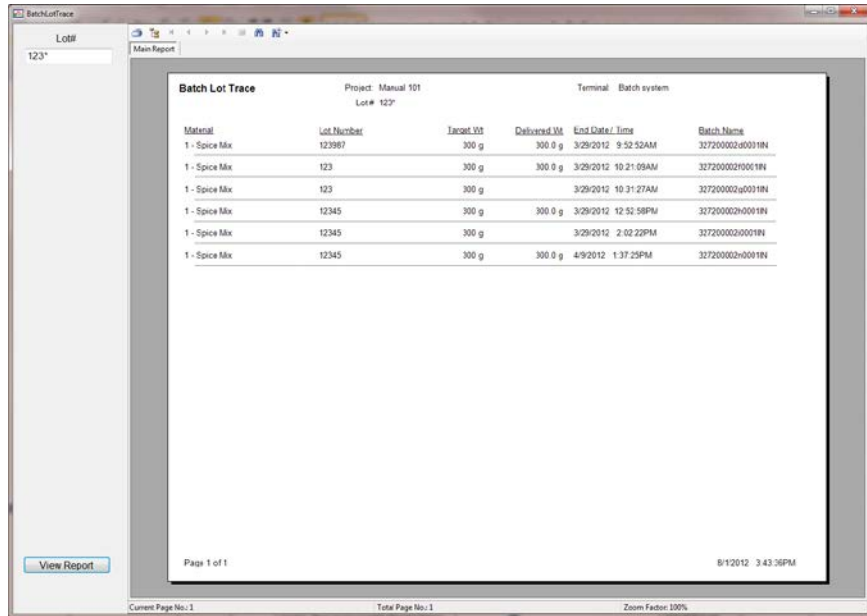 BatchLotTrace
Lot#
123*
Main Report
Batch Lot Trace Project: Manual 101 Terminal: Batch system
Lot # 123*
Material Lot Number Target Wt Delivered Wt End Date / Time Batch Name
1 - Spice Mix 123987 300 g 300.0 g 3/29/2012 9:52:52AM 327200002d0001IN
1 - Spice Mix 123 300 g 300.0 g 3/29/2012 10:21:09AM 327200002f0001IN
1 - Spice Mix 123 300 g 3/29/2012 10:31:27AM 327200002g0001IN
1 - Spice Mix 12345 300 g 300.0 g 3/29/2012 12:52:58PM 327200002h0001IN
1 - Spice Mix 12345 300 g 3/29/2012 2:02:22PM 327200002i0001IN
1 - Spice Mix 12345 300 g 300.0 g 4/9/2012 1:37:25PM 327200002n0001IN
Page 1 of 1 8/1/2012 3:43:36PM
View Report
Current Page No.: 1 Total Page No.: 1 Zoom Factor: 100%